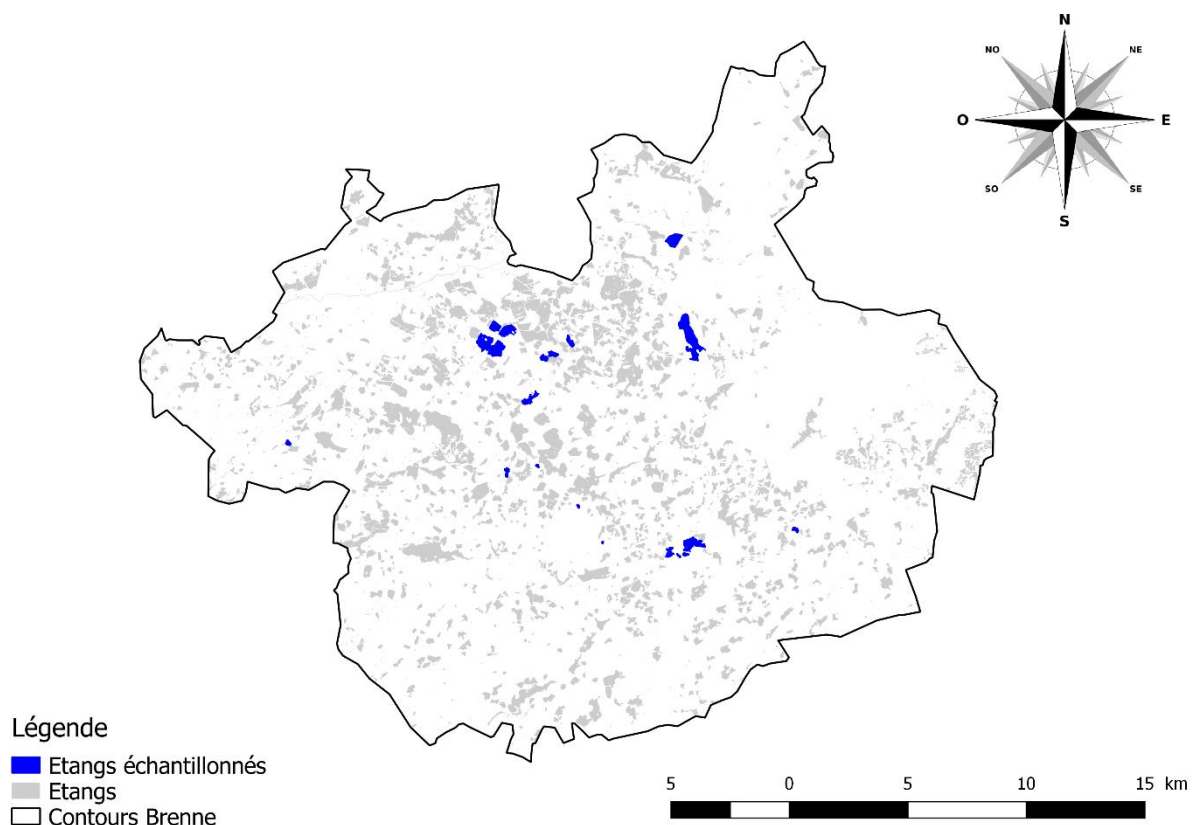 N
NO NE
O E
SO SE
S
Légende
Etangs échantillonnés
Etangs
Contours Brenne
5 0 5 10 15 km